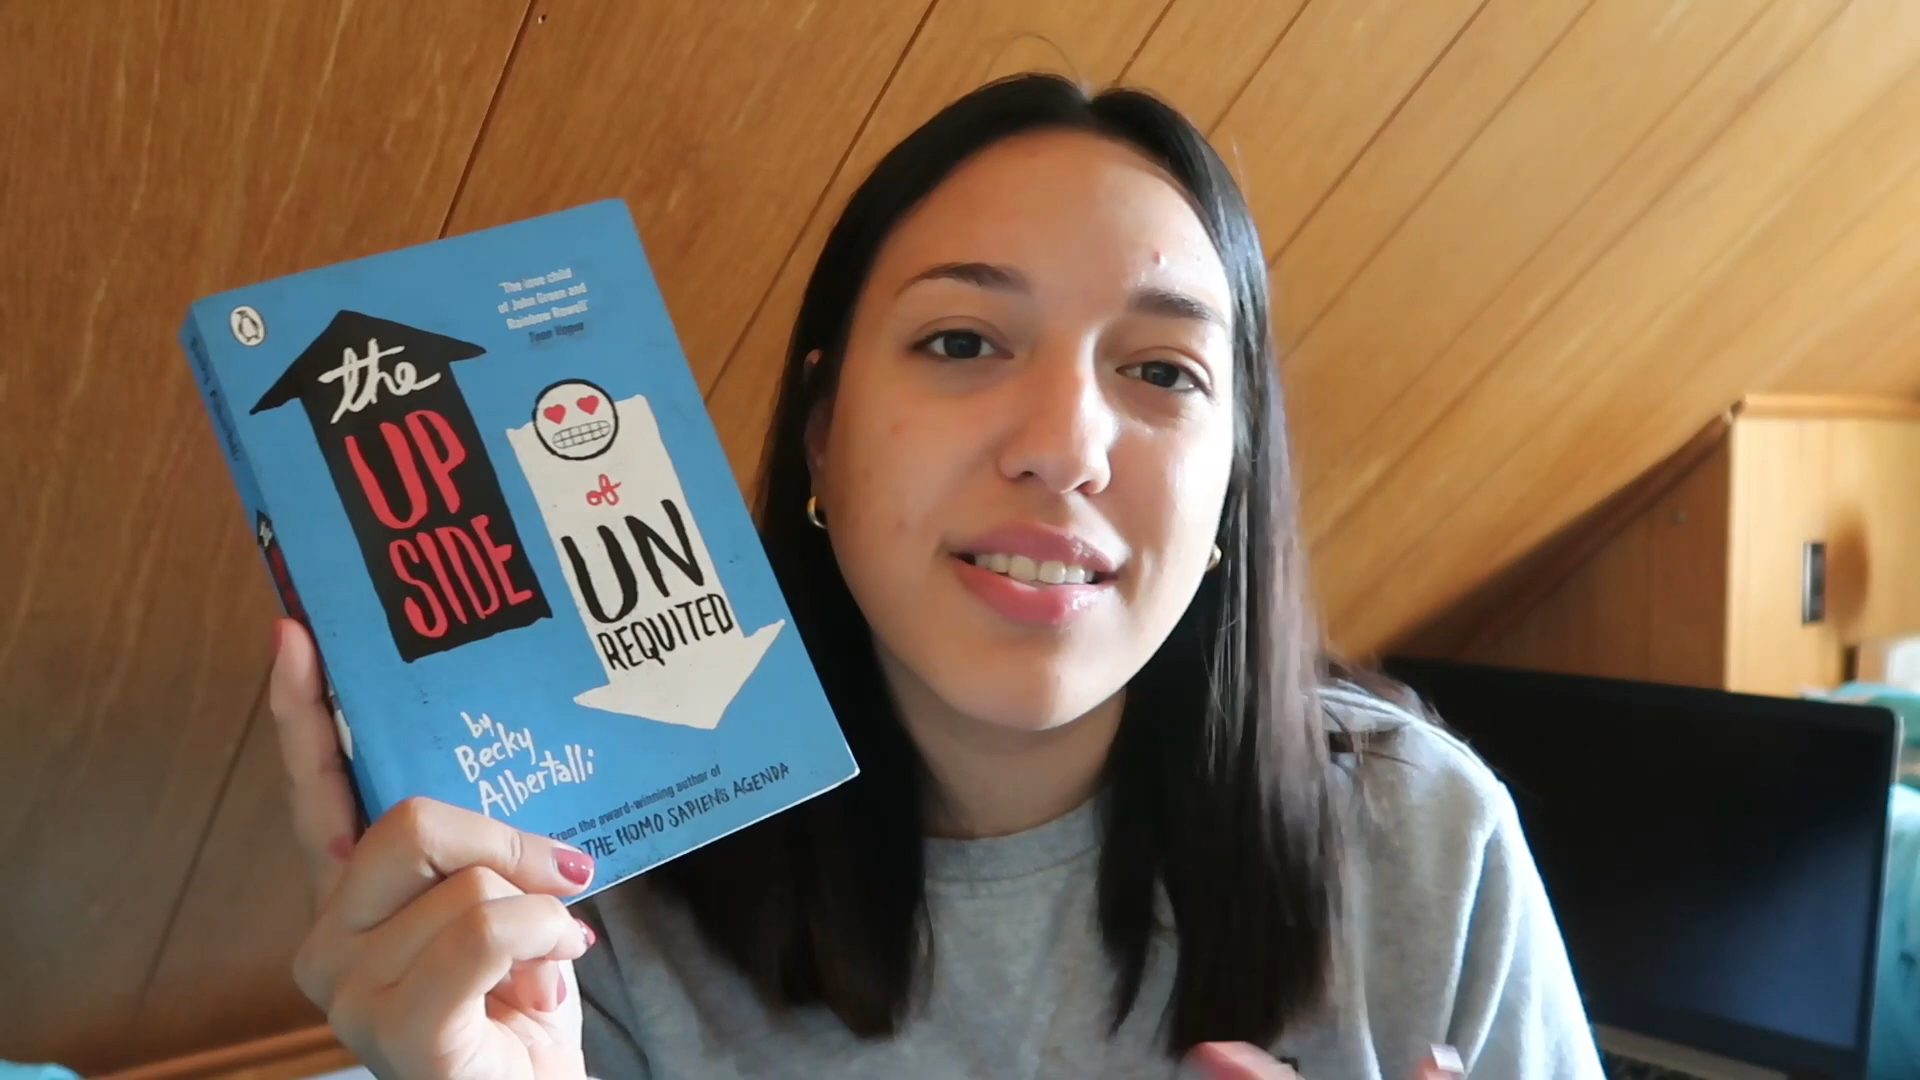 'The love child
of John Green and
Rainbow Rowell'
Teen Vogue
the
UP
SIDE
of
UN
REQUITED
by
Becky
Albertalli
From the award-winning author of
THE HOMO SAPIENS AGENDA